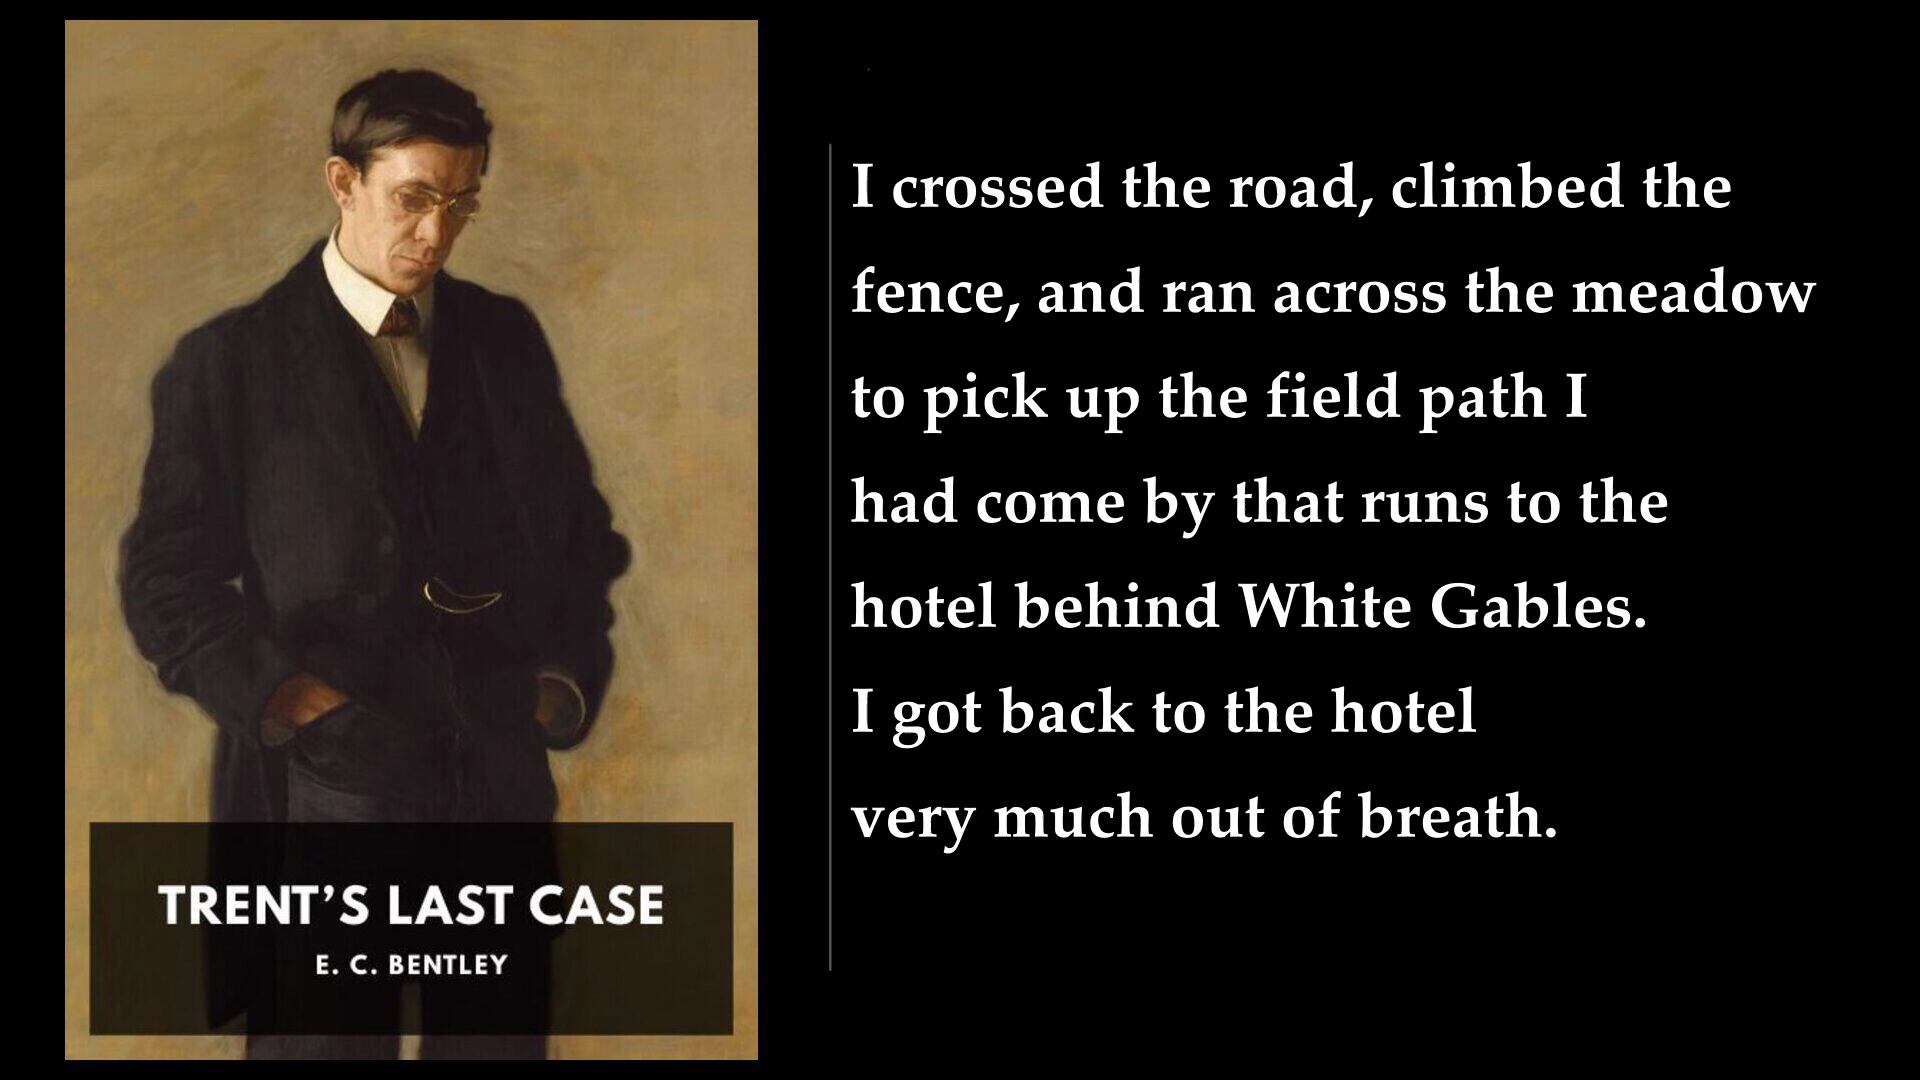 TRENT’S LAST CASE
E. C. BENTLEY
I crossed the road, climbed the
fence, and ran across the meadow
to pick up the field path I
had come by that runs to the
hotel behind White Gables.
I got back to the hotel
very much out of breath.